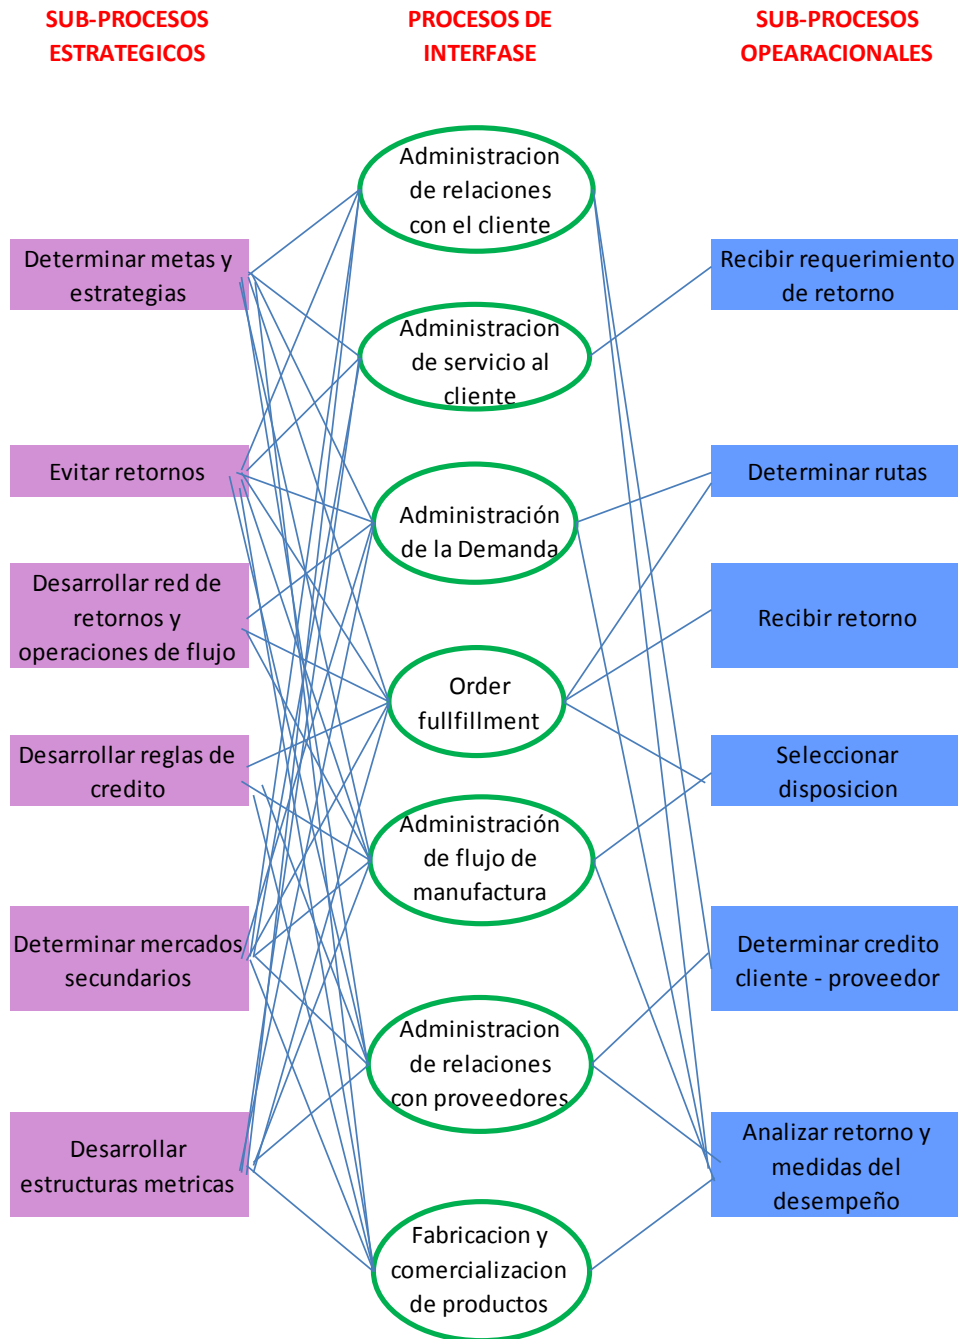 SUB-PROCESOS
ESTRATEGICOS
PROCESOS DE
INTERFASE
SUB-PROCESOS
OPEARACIONALES
Determinar metas y
estrategias
Evitar retornos
Desarrollar red de
retornos y
operaciones de flujo
Desarrollar reglas de
credito
Determinar mercados
secundarios
Desarrollar
estructuras metricas
Administracion
de relaciones
con el cliente
Administracion
de servicio al
cliente
Administración
de la Demanda
Order
fullfillment
Administración
de flujo de
manufactura
Administracion
de relaciones
con proveedores
Fabricacion y
comercializacion
de productos
Recibir requerimiento
de retorno
Determinar rutas
Recibir retorno
Seleccionar
disposicion
Determinar credito
cliente - proveedor
Analizar retorno y
medidas del
desempeño